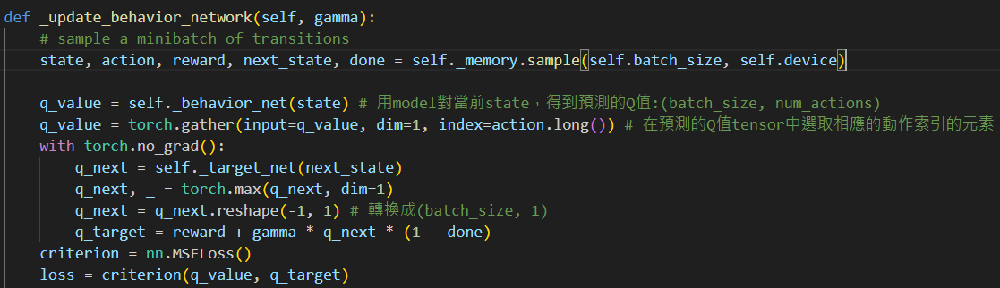 def _update_behavior_network(self, gamma):
    # sample a minibatch of transitions
    state, action, reward, next_state, done = self._memory.sample(self.batch_size, self.device)

    q_value = self._behavior_net(state) # 用model對當前state，得到預測的Q值:(batch_size, num_actions)
    q_value = torch.gather(input=q_value, dim=1, index=action.long()) # 在預測的Q值tensor中選取相應的動作索引的元素
    with torch.no_grad():
        q_next = self._target_net(next_state)
        q_next, _ = torch.max(q_next, dim=1)
        q_next = q_next.reshape(-1, 1) # 轉換成(batch_size, 1)
        q_target = reward + gamma * q_next * (1 - done)
    criterion = nn.MSELoss()
    loss = criterion(q_value, q_target)